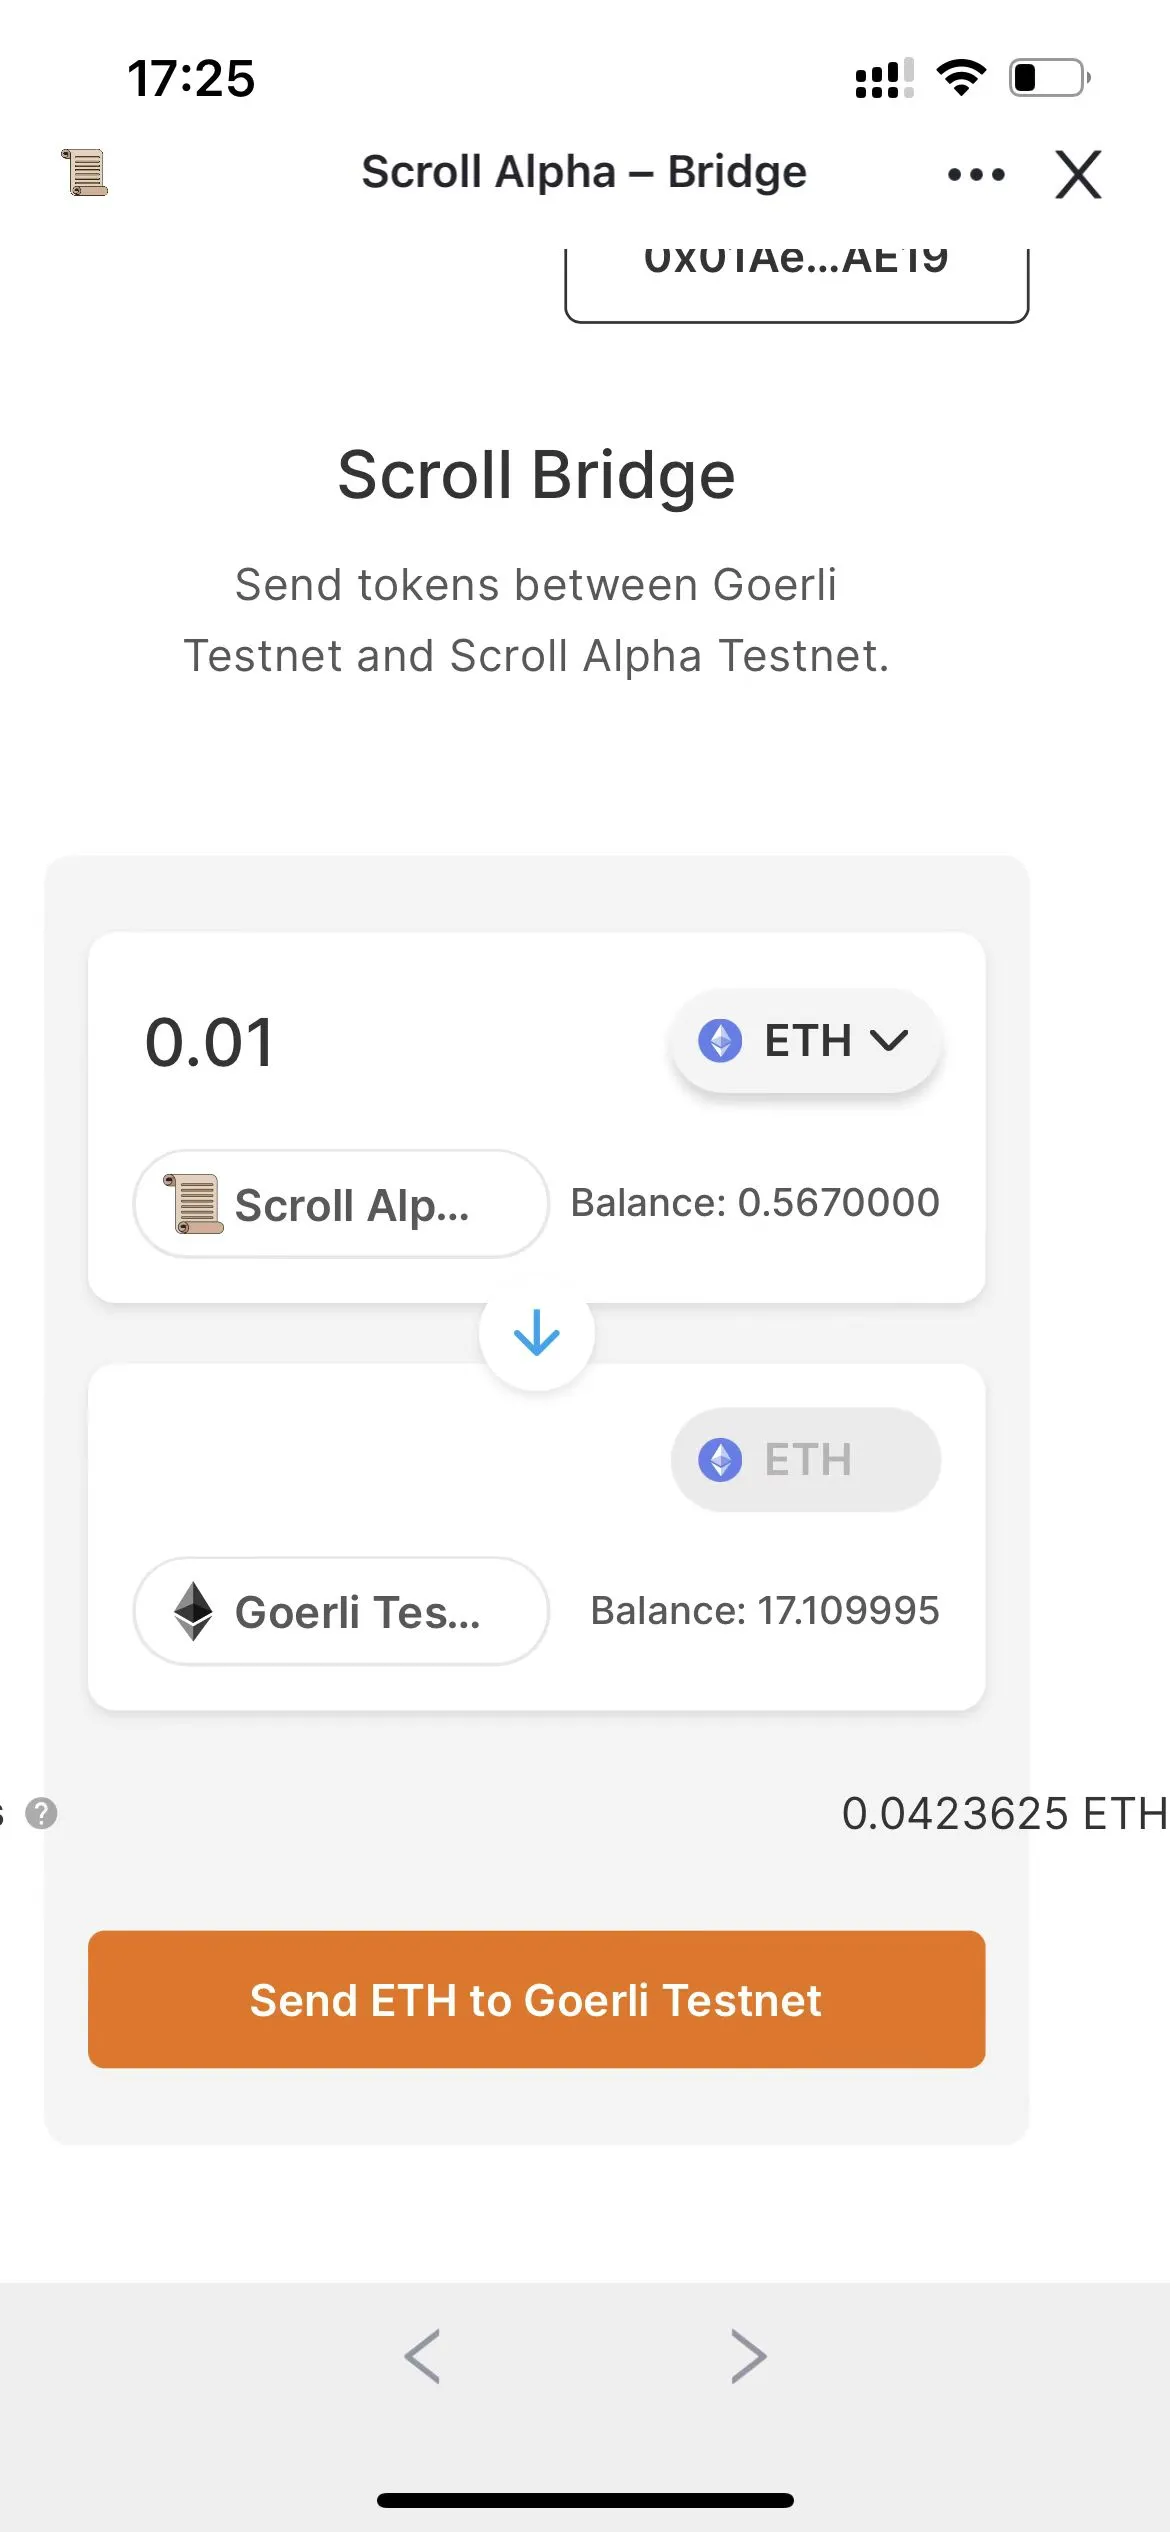 17:25
Scroll Alpha – Bridge
0x01Ae...AE19
Scroll Bridge
Send tokens between Goerli
Testnet and Scroll Alpha Testnet.
0.01
ETH
Scroll Alp...
Balance: 0.5670000
ETH
Goerli Tes...
Balance: 17.109995
s ? 0.0423625 ETH
Send ETH to Goerli Testnet